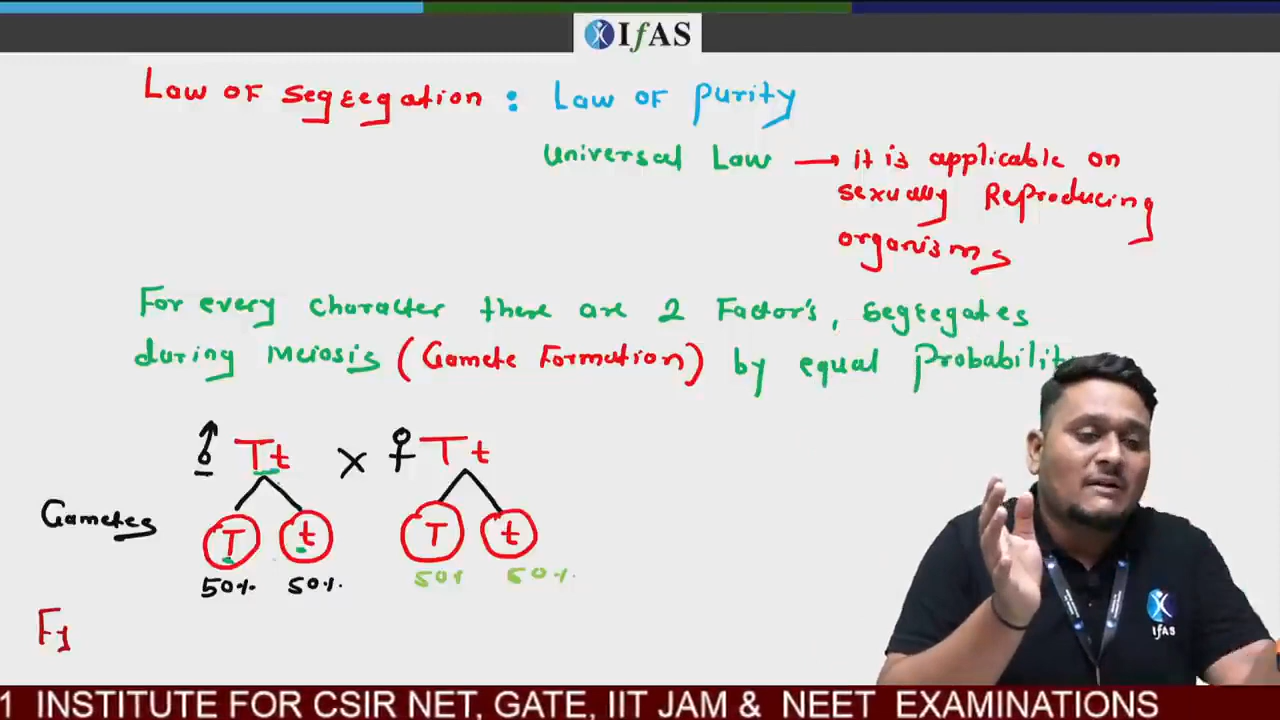 IfAS
Law of segregation : Law of purity
Universal Law → it is applicable on
sexually Reproducing
organisms
For every character there are 2 Factor's, segregates
during Meiosis (Gamete Formation) by equal Probability
♂ Tt × ♀ Tt
Gametes T t T t
50% 50% 50% 50%.
F1
IfAS
1 INSTITUTE FOR CSIR NET, GATE, IIT JAM & NEET EXAMINATIONS